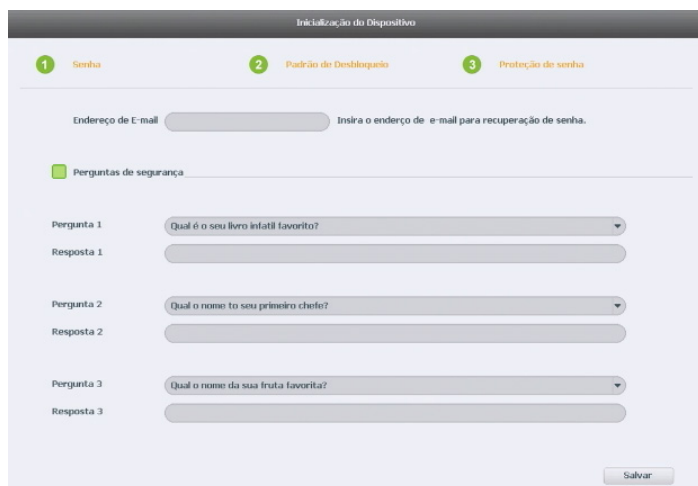 Inicialização do Dispositivo
1 Senha 2 Padrão de Desbloqueio 3 Proteção de senha
Endereço de E-mail Insira o enderço de e-mail para recuperação de senha.
Perguntas de segurança
Pergunta 1 Qual é o seu livro infatil favorito?
Resposta 1
Pergunta 2 Qual o nome to seu primeiro chefe?
Resposta 2
Pergunta 3 Qual o nome da sua fruta favorita?
Resposta 3
Salvar